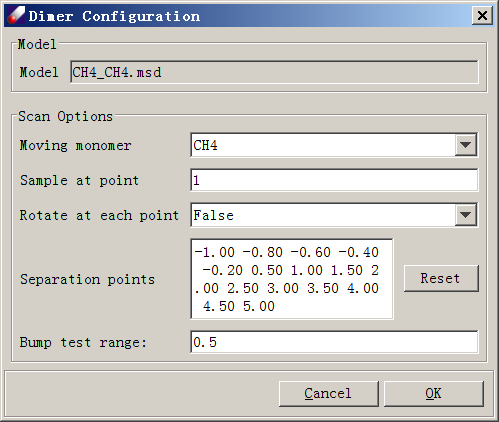 Dimer Configuration
Model
Model CH4_CH4.msd
Scan Options
Moving monomer CH4
Sample at point 1
Rotate at each point False
Separation points
-1.00 -0.80 -0.60 -0.40
-0.20 0.50 1.00 1.50 2
.00 2.50 3.00 3.50 4.00
4.50 5.00
Reset
Bump test range: 0.5
Cancel OK